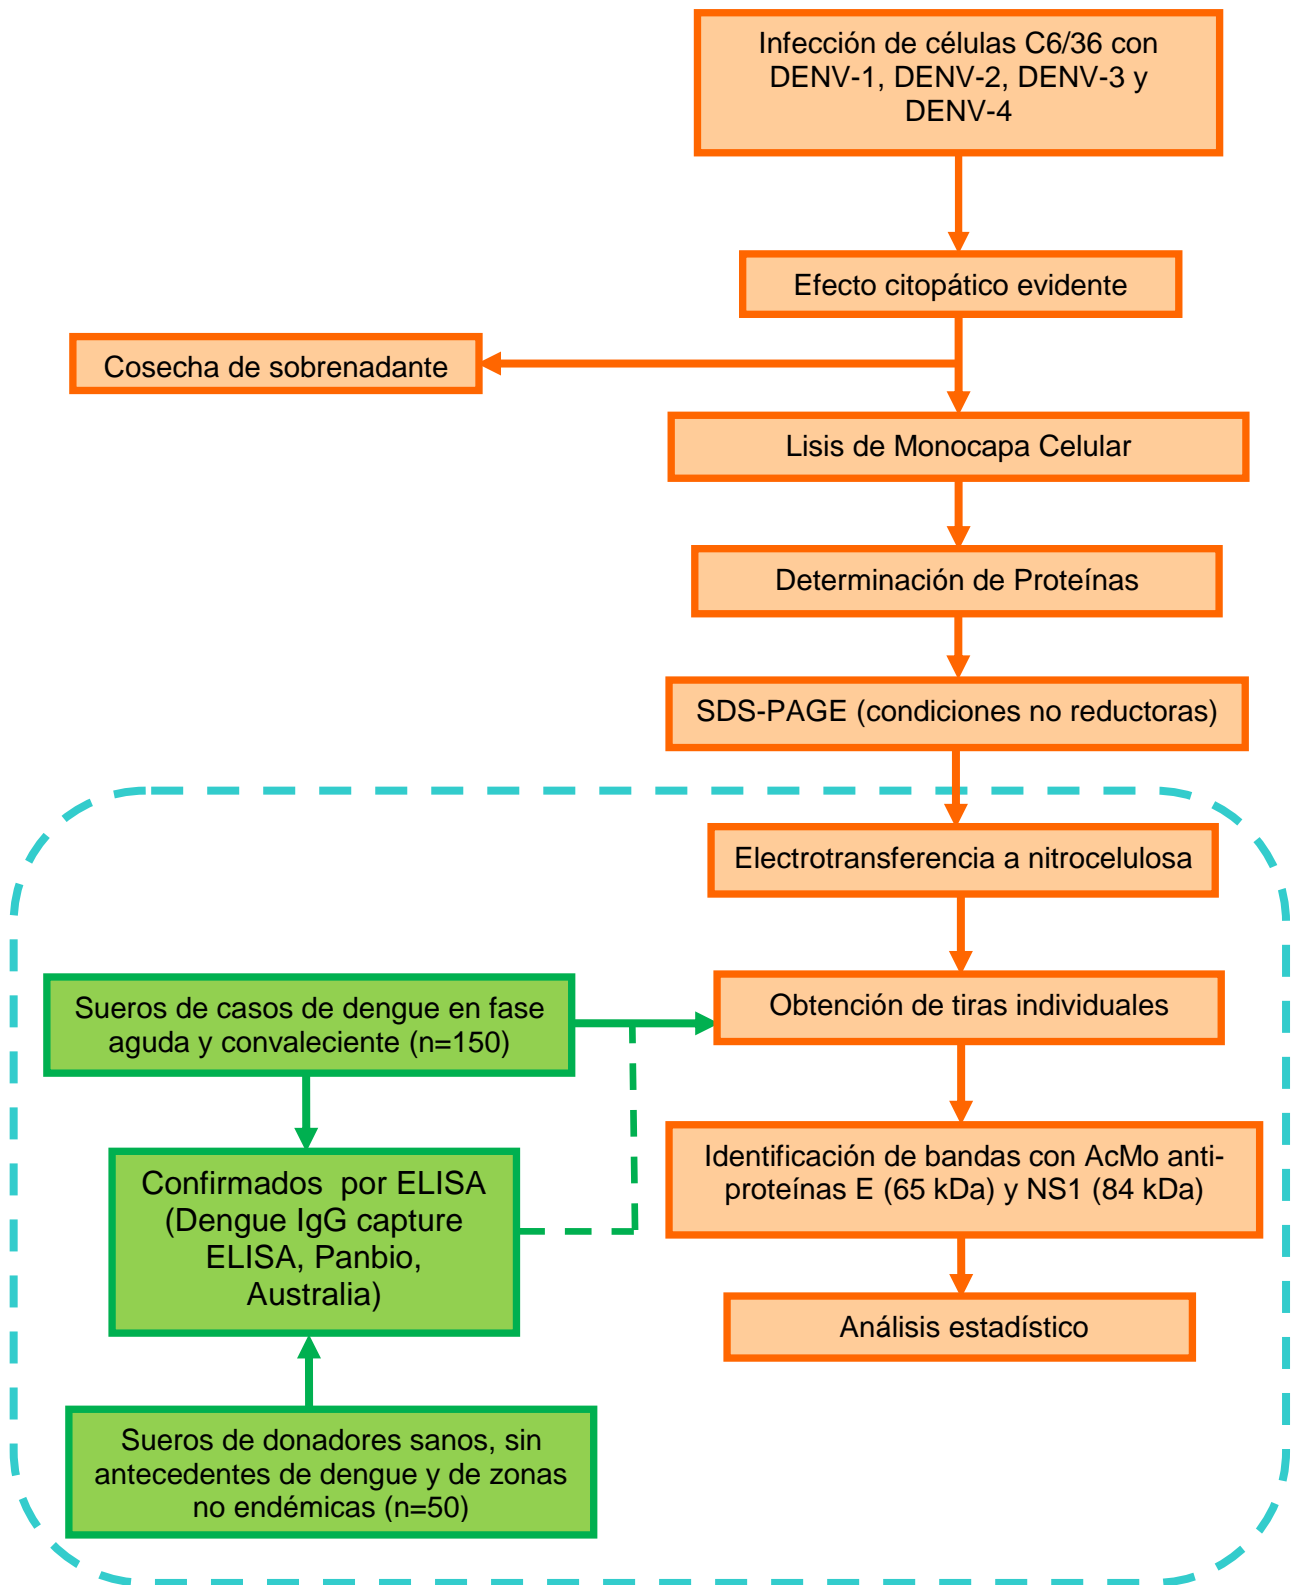 Infección de células C6/36 con
DENV-1, DENV-2, DENV-3 y
DENV-4
Efecto citopático evidente
Cosecha de sobrenadante
Lisis de Monocapa Celular
Determinación de Proteínas
SDS-PAGE (condiciones no reductoras)
Electrotransferencia a nitrocelulosa
Sueros de casos de dengue en fase
aguda y convaleciente (n=150)
Obtención de tiras individuales
Confirmados por ELISA
(Dengue IgG capture
ELISA, Panbio,
Australia)
Identificación de bandas con AcMo anti-
proteínas E (65 kDa) y NS1 (84 kDa)
Análisis estadístico
Sueros de donadores sanos, sin
antecedentes de dengue y de zonas
no endémicas (n=50)